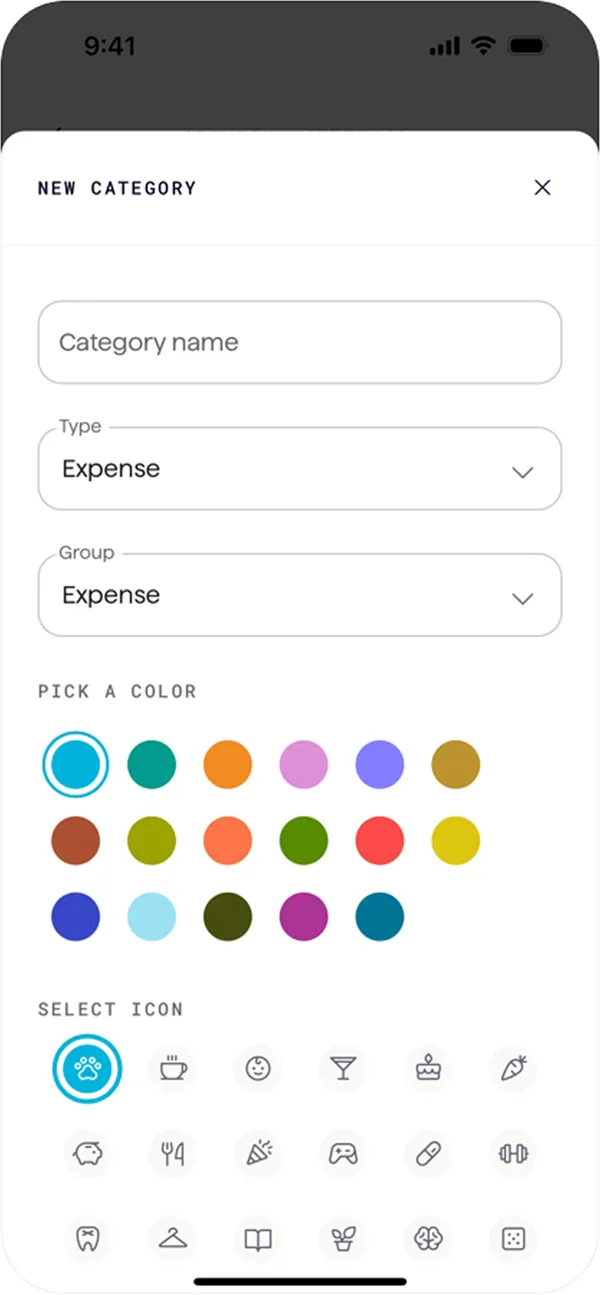 9:41
NEW CATEGORY
Category name
Type
Expense
Group
Expense
PICK A COLOR
SELECT ICON